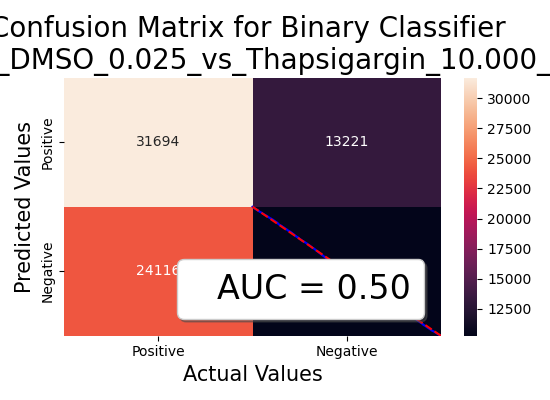 Confusion Matrix for Binary Classifier
_DMSO_0.025_vs_Thapsigargin_10.000_
Predicted Values
Positive
Negative
31694
13221
24116
AUC = 0.50
Positive
Negative
Actual Values
30000
27500
25000
22500
20000
17500
15000
12500